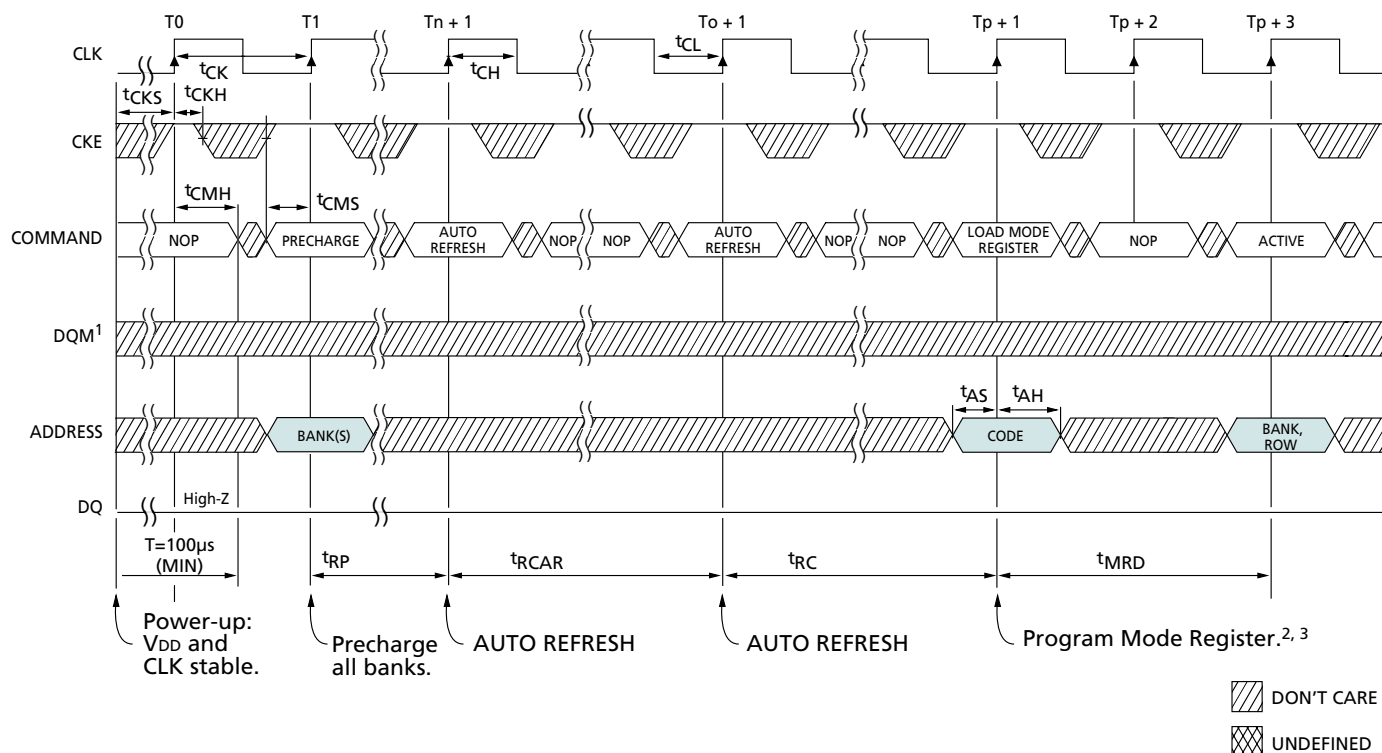 T0 T1 Tn + 1 To + 1 Tp + 1 Tp + 2 Tp + 3
CLK
tCK tCH tCL
tCKS tCKH
CKE
tCMH tCMS
COMMAND NOP PRECHARGE AUTO REFRESH NOP NOP AUTO REFRESH NOP NOP LOAD MODE REGISTER NOP ACTIVE
DQM1
tAS tAH
ADDRESS BANK(S) CODE BANK, ROW
DQ High-Z
T=100µs
(MIN)
tRP tRCAR tRC tMRD
Power-up:
VDD and
CLK stable.
Precharge
all banks.
AUTO REFRESH
AUTO REFRESH
Program Mode Register.2, 3
DON'T CARE
UNDEFINED